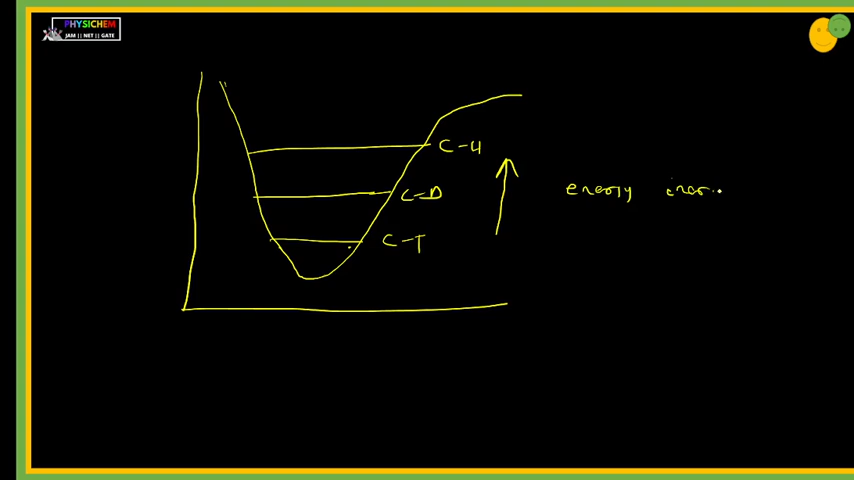 PHYSICHEM
JAM || NET || GATE
C-H
C-D
C-T
energy